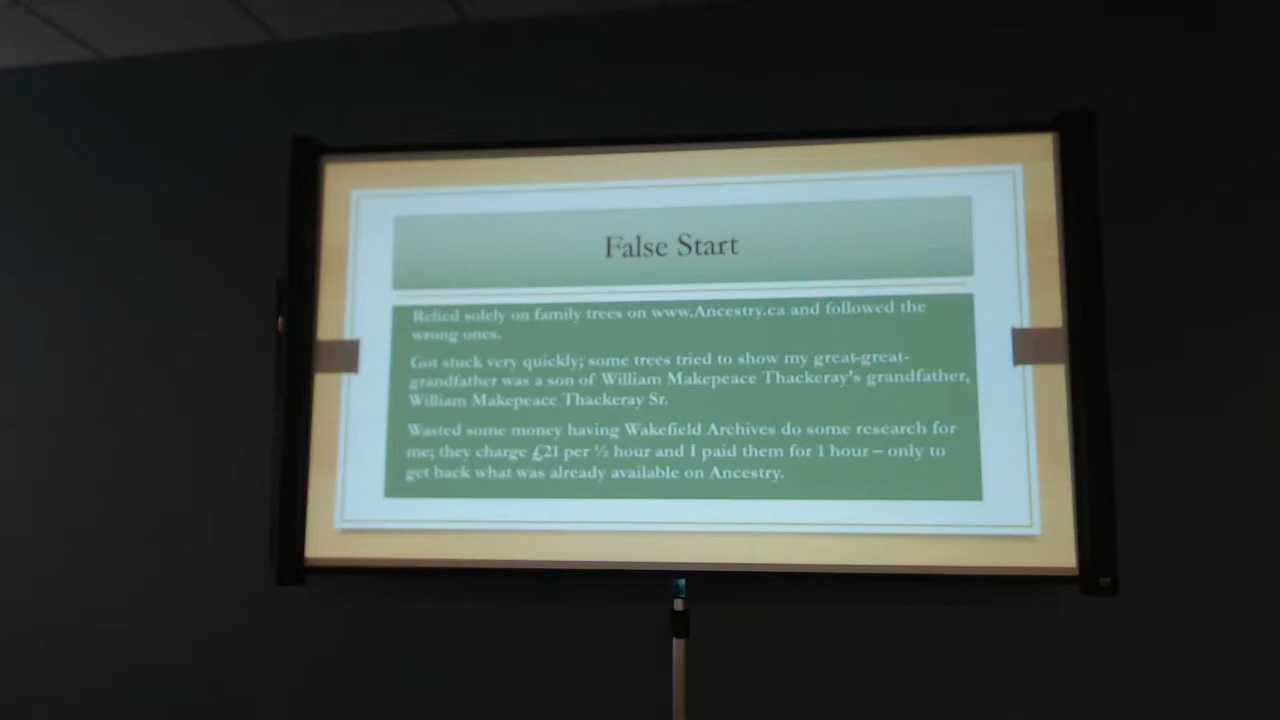 False Start
Relied solely on family trees on www.Ancestry.ca and followed the
wrong ones.
Got stuck very quickly; some trees tried to show my great-great-
grandfather was a son of William Makepeace Thackeray's grandfather,
William Makepeace Thackeray Sr.
Wasted some money having Wakefield Archives do some research for
me; they charge £21 per ½ hour and I paid them for 1 hour – only to
get back what was already available on Ancestry.